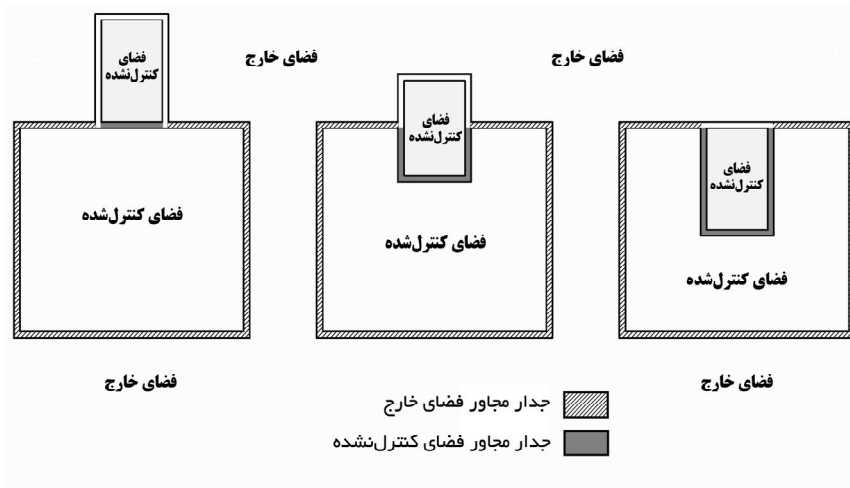 فضای
کنترل‌نشده
فضای خارج
فضای خارج
فضای
کنترل‌نشده
فضای
کنترل‌نشده
فضای کنترل‌شده
فضای کنترل‌شده
فضای کنترل‌شده
فضای خارج
فضای خارج
جدار مجاور فضای خارج
جدار مجاور فضای کنترل‌نشده